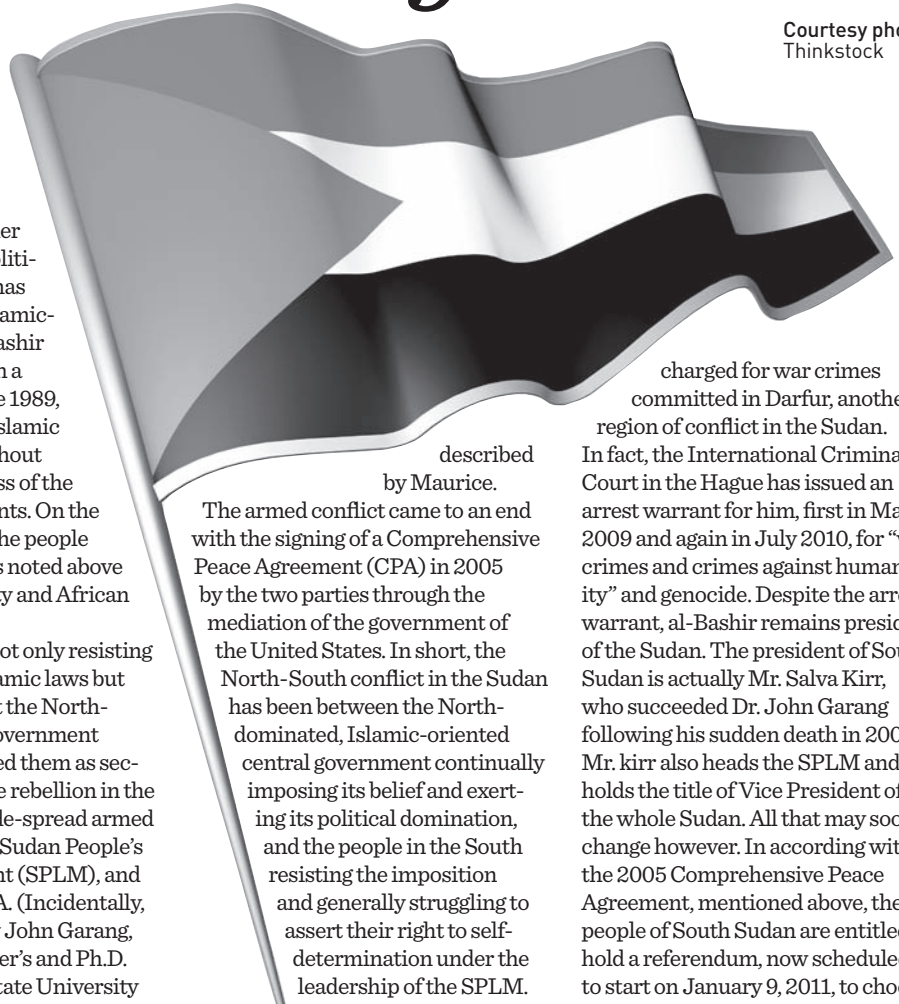 Courtesy pho
Thinkstock
er
liti-
has
amic-
ashir
n a
e 1989,
slamic
hout
ss of the
nts. On the
he people
s noted above
ty and African
ot only resisting
amic laws but
t the North-
overnment
ed them as sec-
e rebellion in the
de-spread armed
Sudan People's
nt (SPLM), and
A. (Incidentally,
y John Garang,
er's and Ph.D.
tate University
described
by Maurice.
The armed conflict came to an end
with the signing of a Comprehensive
Peace Agreement (CPA) in 2005
by the two parties through the
mediation of the government of
the United States. In short, the
North-South conflict in the Sudan
has been between the North-
dominated, Islamic-oriented
central government continually
imposing its belief and exert-
ing its political domination,
and the people in the South
resisting the imposition
and generally struggling to
assert their right to self-
determination under the
leadership of the SPLM.
charged for war crimes
committed in Darfur, anothe
region of conflict in the Sudan.
In fact, the International Crimina
Court in the Hague has issued an
arrest warrant for him, first in Ma
2009 and again in July 2010, for “
crimes and crimes against human
ity” and genocide. Despite the arre
warrant, al-Bashir remains presid
of the Sudan. The president of Sou
Sudan is actually Mr. Salva Kirr,
who succeeded Dr. John Garang
following his sudden death in 200
Mr. kirr also heads the SPLM and
holds the title of Vice President of
the whole Sudan. All that may soo
change however. In according wit
the 2005 Comprehensive Peace
Agreement, mentioned above, the
people of South Sudan are entitled
hold a referendum, now scheduled
to start on January 9, 2011, to choo